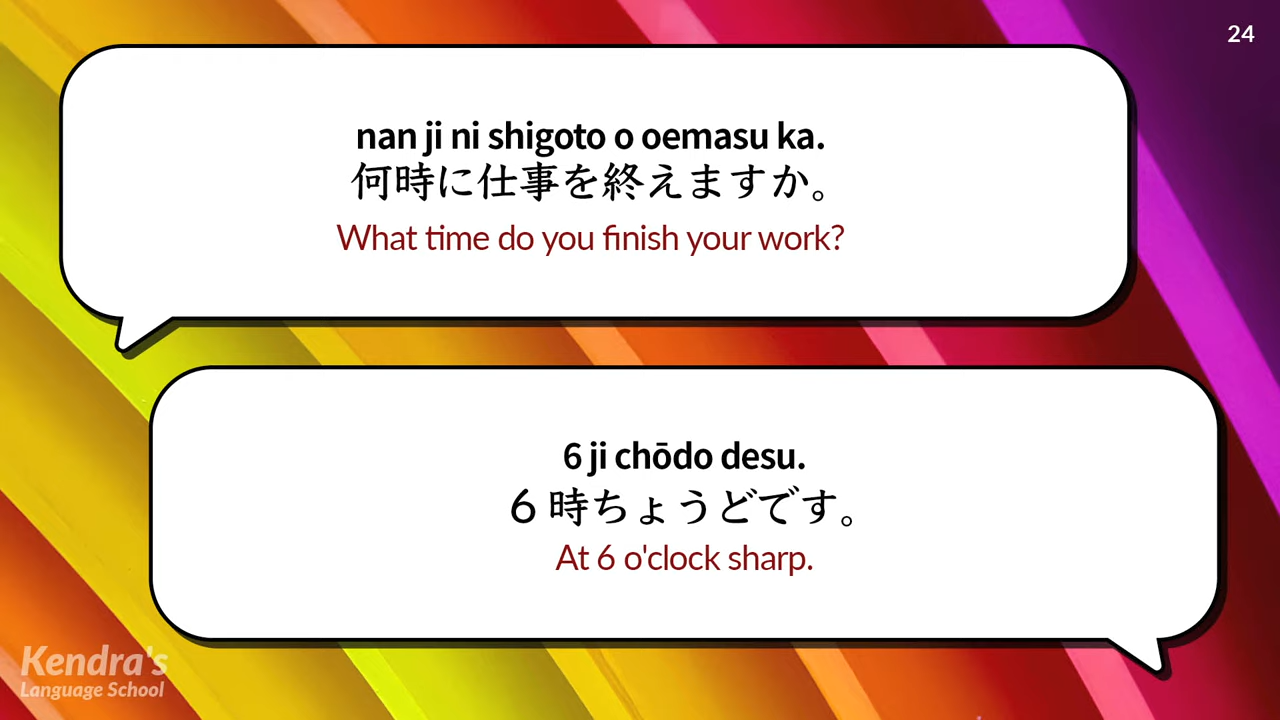 24
nan ji ni shigoto o oemasu ka.
何時に仕事を終えますか。
What time do you finish your work?
6 ji chōdo desu.
6 時ちょうどです。
At 6 o'clock sharp.
Kendra's
Language School